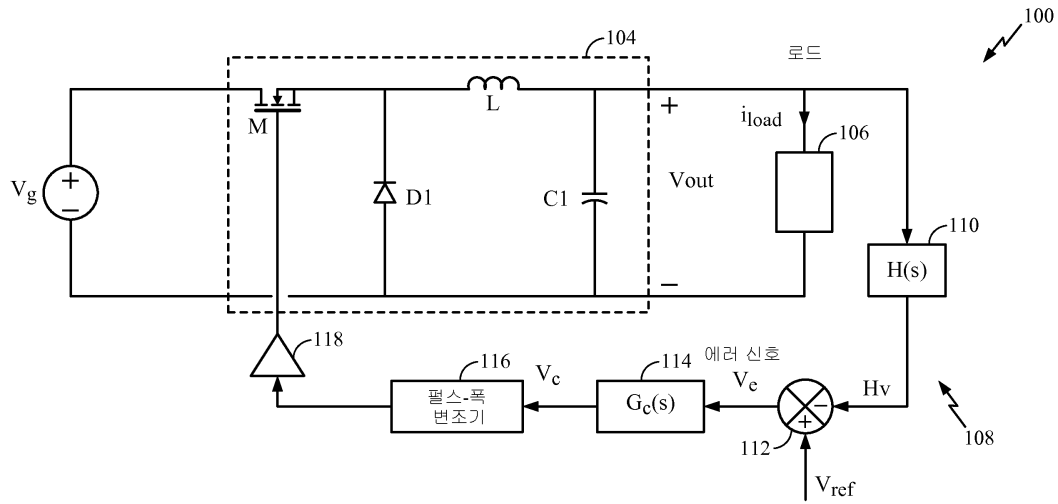 100
104
로드
M
L
+
i_load
106
V_g
+
−
D1
C1
Vout
110
H(s)
−
118
에러 신호
116
V_c
114
V_e
Hv
펄스-폭
변조기
G_c(s)
−
+
112
108
V_ref